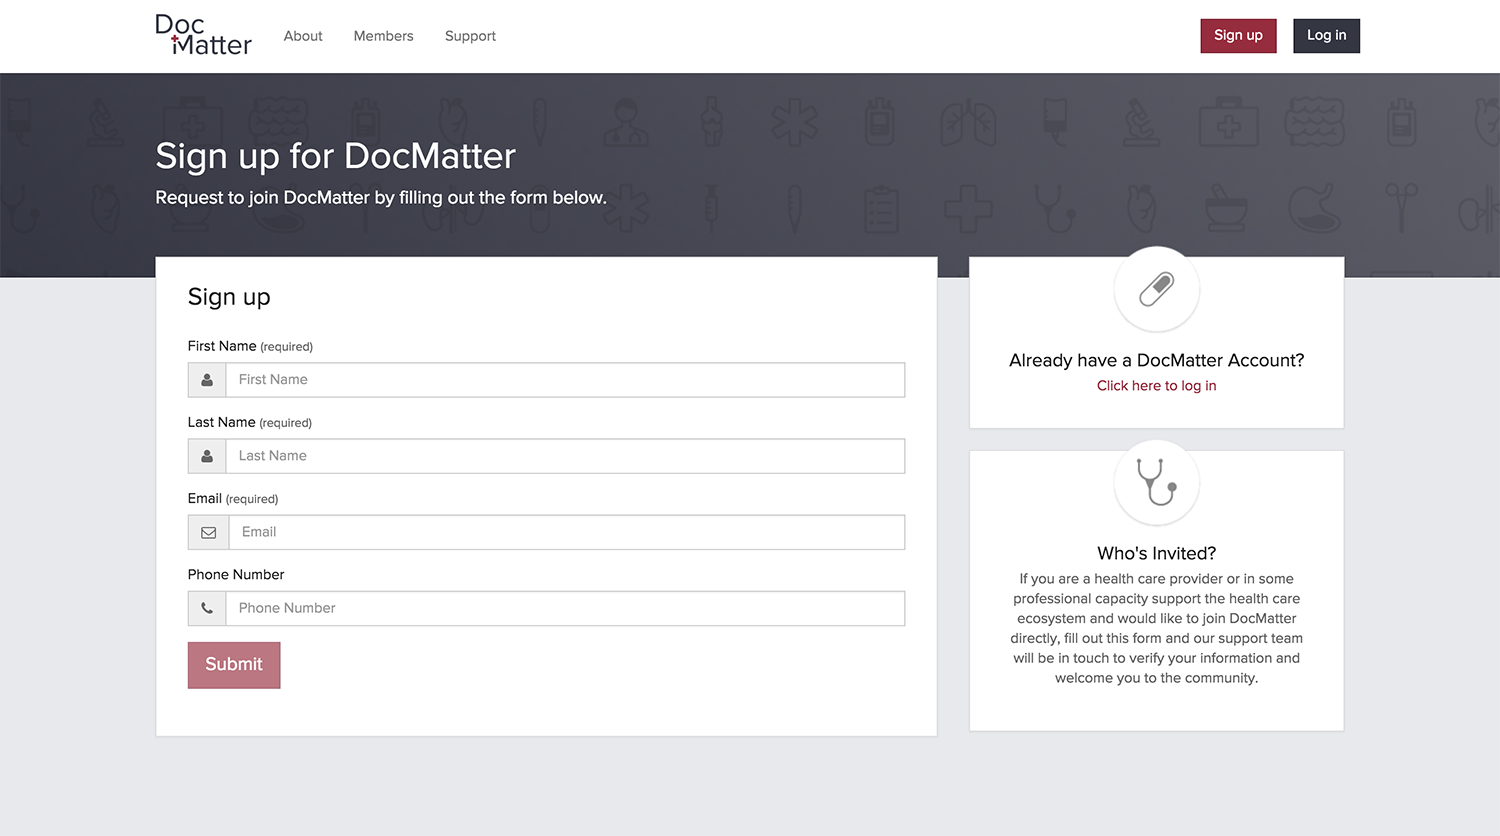 Doc
Matter
About
Members
Support
Sign up
Log in
Sign up for DocMatter
Request to join DocMatter by filling out the form below.
Sign up
First Name (required)
First Name
Last Name (required)
Last Name
Email (required)
Email
Phone Number
Phone Number
Submit
Already have a DocMatter Account?
Click here to log in
Who's Invited?
If you are a health care provider or in some
professional capacity support the health care
ecosystem and would like to join DocMatter
directly, fill out this form and our support team
will be in touch to verify your information and
welcome you to the community.